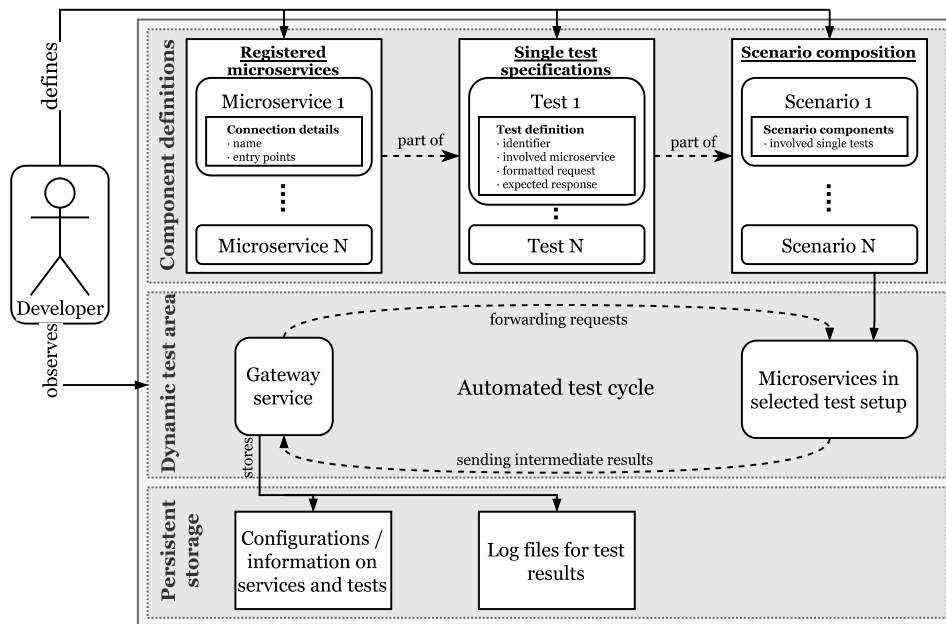 defines
Developer
observes
Component definitions
Registered
microservices
Microservice 1
Connection details
· name
· entry points
Microservice N
part of
Single test
specifications
Test 1
Test definition
· identifier
· involved microservice
· formatted request
· expected response
Test N
part of
Scenario composition
Scenario 1
Scenario components
· involved single tests
Scenario N
Dynamic test area
forwarding requests
Gateway
service
Automated test cycle
Microservices in
selected test setup
sending intermediate results
stores
Persistent
storage
Configurations /
information on
services and tests
Log files for test
results